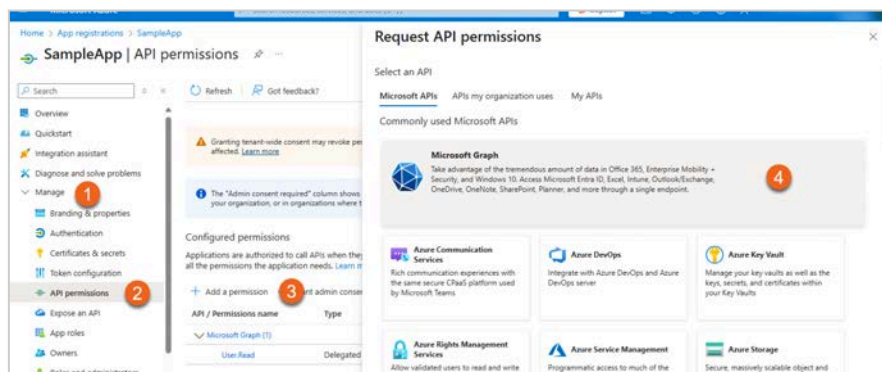 Home > App registrations > SampleApp
SampleApp | API permissions
Search
Refresh
Got feedback?
Overview
Quickstart
Integration assistant
Diagnose and solve problems
Manage
1
Branding & properties
Authentication
Certificates & secrets
Token configuration
API permissions
2
Expose an API
App roles
Owners
Granting tenant-wide consent may revoke
affected. Learn more
The "Admin consent required" column shows
your organization, or in organizations where
Configured permissions
Applications are authorized to call APIs when they
all the permissions the application needs. Learn
Add a permission
3
API / Permissions name
Type
Microsoft Graph (1)
User.Read
Delegated
Request API permissions
Select an API
Microsoft APIs
APIs my organization uses
My APIs
Commonly used Microsoft APIs
Microsoft Graph
Take advantage of the tremendous amount of data in Office 365, Enterprise Mobility +
Security, and Windows 10. Access Microsoft Entra ID, Excel, Intune, Outlook/Exchange,
OneDrive, OneNote, SharePoint, Planner, and more through a single endpoint.
4
Azure Communication
Services
Rich communication experiences with
the same secure CPaaS platform used
by Microsoft Teams
Azure DevOps
Integrate with Azure DevOps and Azure
DevOps server
Azure Key Vault
Manage your key vaults as well as the
keys, secrets, and certificates within
your Key Vaults
Azure Rights Management
Services
Allow validated users to read and write
Azure Service Management
Programmatic access to much of the
Azure Storage
Secure, massively scalable object and